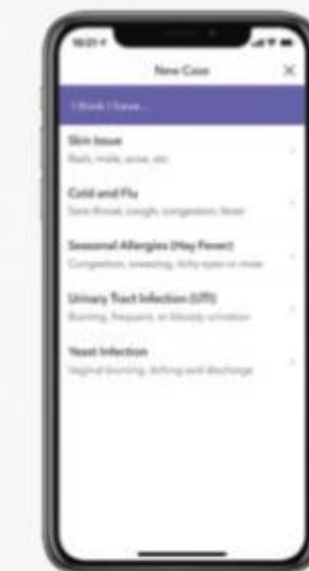 10:21
New Case
I think I have...
Skin Issue
Rash, mole, acne, etc
Cold and Flu
Sore throat, cough, congestion, fever
Seasonal Allergies (Hay Fever)
Congestion, sneezing, itchy eyes or nose
Urinary Tract Infection (UTI)
Burning, frequent, or bloody urination
Yeast Infection
Vaginal burning, itching and discharge